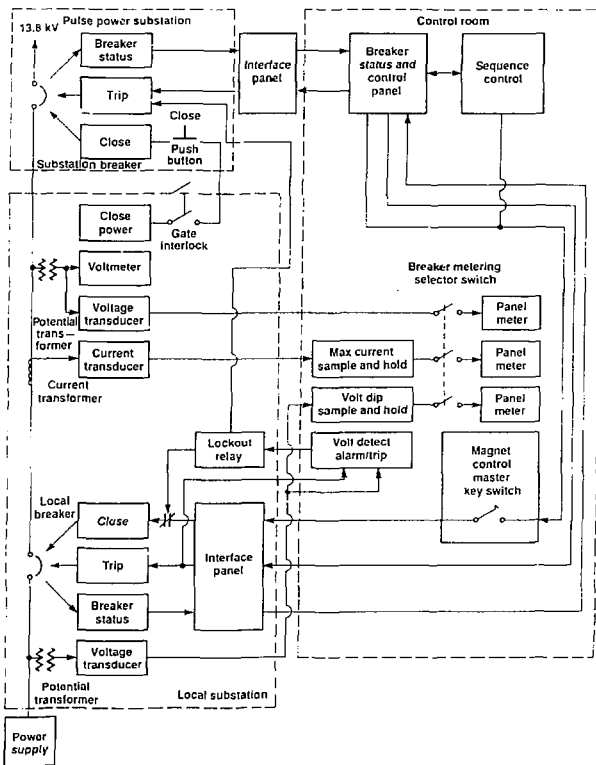 Pulse power substation
13.8 kV
Breaker
status
Trip
Close
Substation breaker
Close
Push
button
Interface
panel
Control room
Breaker
status and
control
panel
Sequence
control
Close
power
Gate
interlock
Voltmeter
Voltage
transducer
Potential
trans–
former
Current
transducer
Current transformer
Breaker metering
selector switch
Panel
meter
Max current
sample and hold
Panel
meter
Volt dip
sample and hold
Panel
meter
Lockout
relay
Volt detect
alarm/trip
Magnet
control
master
key switch
Local
breaker
Close
Trip
Breaker
status
Interface
panel
Voltage
transducer
Potential
transformer
Local substation
Power
supply